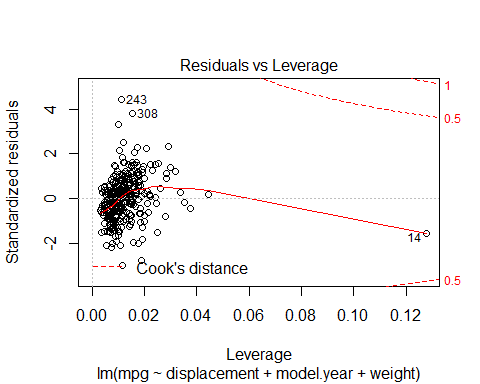 Residuals vs Leverage
Standardized residuals
4
2
0
-2
243
308
14
1
0.5
0.5
Cook's distance
0.00 0.02 0.04 0.06 0.08 0.10 0.12
Leverage
lm(mpg ~ displacement + model.year + weight)